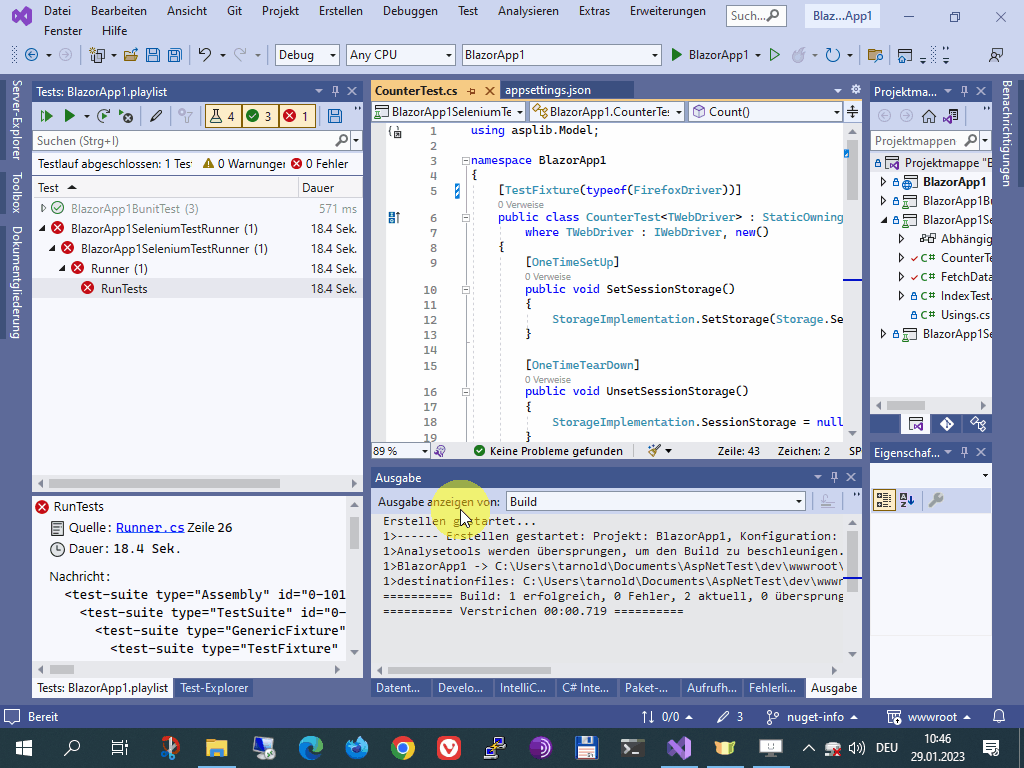 Datei Bearbeiten Ansicht Git Projekt Erstellen Debuggen Test Analysieren Extras Erweiterungen Such... Blaz...App1
Fenster Hilfe
Debug Any CPU BlazorApp1 BlazorApp1
Server-Explorer
Toolbox
Dokumentgliederung
Tests: BlazorApp1.playlist
4 3 1
Suchen (Strg+I)
Testlauf abgeschlossen: 1 Tes 0 Warnungen 0 Fehler
Test Dauer
BlazorApp1BunitTest (3) 571 ms
BlazorApp1SeleniumTestRunner (1) 18.4 Sek.
BlazorApp1SeleniumTestRunner (1) 18.4 Sek.
Runner (1) 18.4 Sek.
RunTests 18.4 Sek.
RunTests
Quelle: Runner.cs Zeile 26
Dauer: 18.4 Sek.
Nachricht:
<test-suite type="Assembly" id="0-101
<test-suite type="TestSuite" id="0-
<test-suite type="GenericFixture"
<test-suite type="TestFixture"
Tests: BlazorApp1.playlist Test-Explorer
CounterTest.cs appsettings.json
BlazorApp1SeleniumTe BlazorApp1.CounterTes Count()
1 using asplib.Model;
2
3 namespace BlazorApp1
4 {
5 [TestFixture(typeof(FirefoxDriver))]
0 Verweise
6 public class CounterTest<TWebDriver> : StaticOwning
7 where TWebDriver : IWebDriver, new()
8 {
9 [OneTimeSetUp]
0 Verweise
10 public void SetSessionStorage()
11 {
12 StorageImplementation.SetStorage(Storage.Se
13 }
14
15 [OneTimeTearDown]
0 Verweise
16 public void UnsetSessionStorage()
17 {
18 StorageImplementation.SessionStorage = null
19 }
89 % Keine Probleme gefunden Zeile: 43 Zeichen: 2 SP
Ausgabe
Ausgabe anzeigen von: Build
Erstellen gestartet...
1>------ Erstellen gestartet: Projekt: BlazorApp1, Konfiguration:
1>Analysetools werden übersprungen, um den Build zu beschleunigen.
1>BlazorApp1 -> C:\Users\tarnold\Documents\AspNetTest\dev\wwwroot\
1>destinationfiles: C:\Users\tarnold\Documents\AspNetTest\dev\wwwr
========== Build: 1 erfolgreich, 0 Fehler, 2 aktuell, 0 übersprung
========== Verstrichen 00:00.719 ==========
Datent... Develo... IntelliC... C# Inte... Paket-... Aufrufh... Fehlerli... Ausgabe
Projektma...
Projektmappen
Projektmappe "B
BlazorApp1
BlazorApp1Bu
BlazorApp1Se
Abhängig
C# CounterTe
C# FetchData
C# IndexTest.
C# Usings.cs
BlazorApp1Se
Eigenschaf...
Benachrichtigungen
Bereit 0/0 3 nuget-info wwwroot
DEU
10:46
29.01.2023